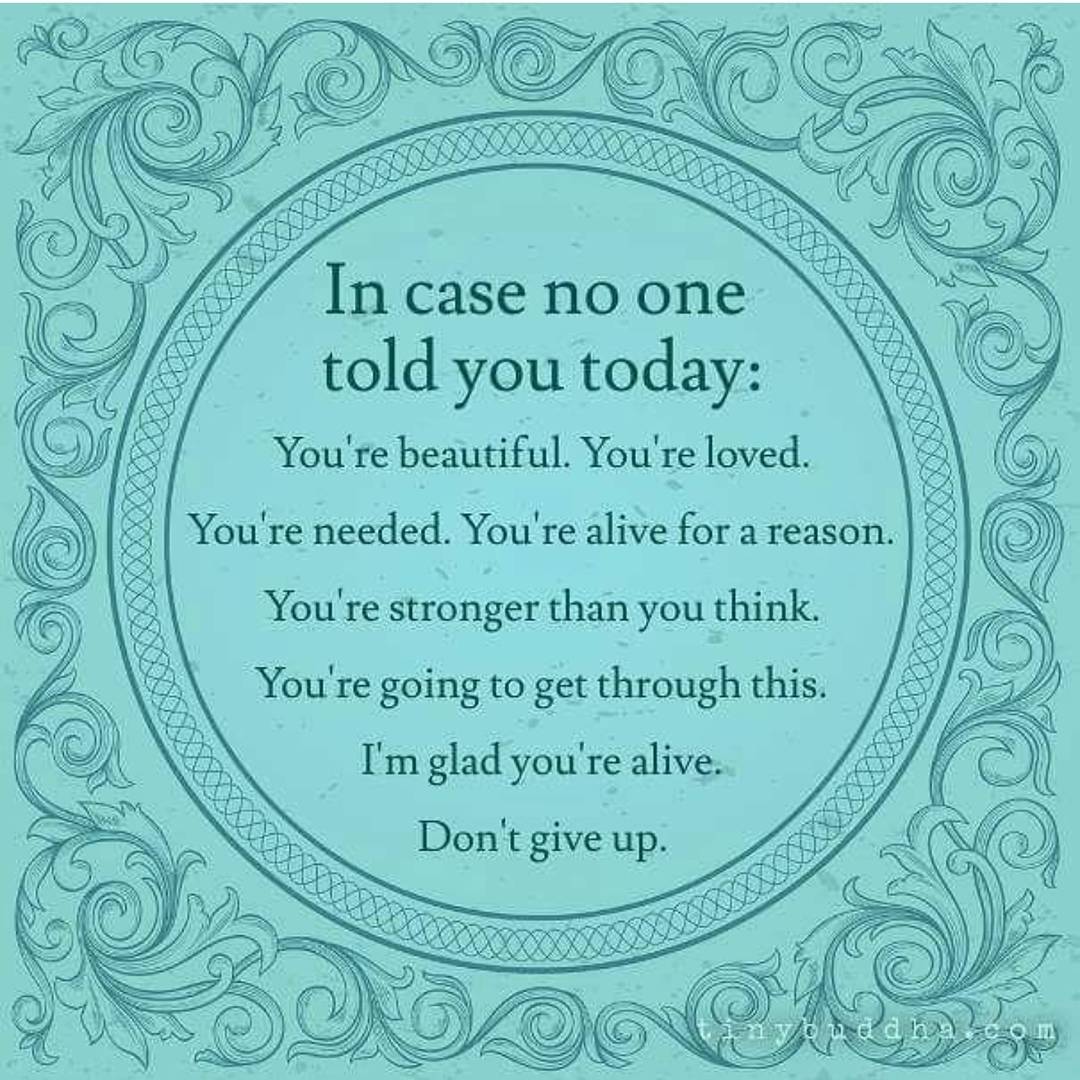 In case no one
told you today:
You're beautiful. You're loved.
You're needed. You're alive for a reason.
You're stronger than you think.
You're going to get through this.
I'm glad you're alive.
Don't give up.
tinybuddha.com